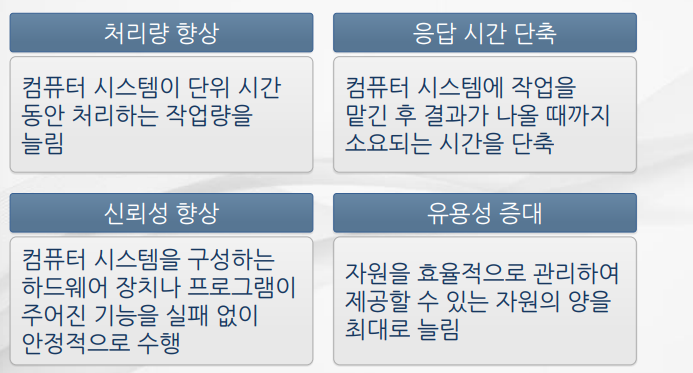 처리량 향상
컴퓨터 시스템이 단위 시간
동안 처리하는 작업량을
늘림
응답 시간 단축
컴퓨터 시스템에 작업을
맡긴 후 결과가 나올 때까지
소요되는 시간을 단축
신뢰성 향상
컴퓨터 시스템을 구성하는
하드웨어 장치나 프로그램이
주어진 기능을 실패 없이
안정적으로 수행
유용성 증대
자원을 효율적으로 관리하여
제공할 수 있는 자원의 양을
최대로 늘림